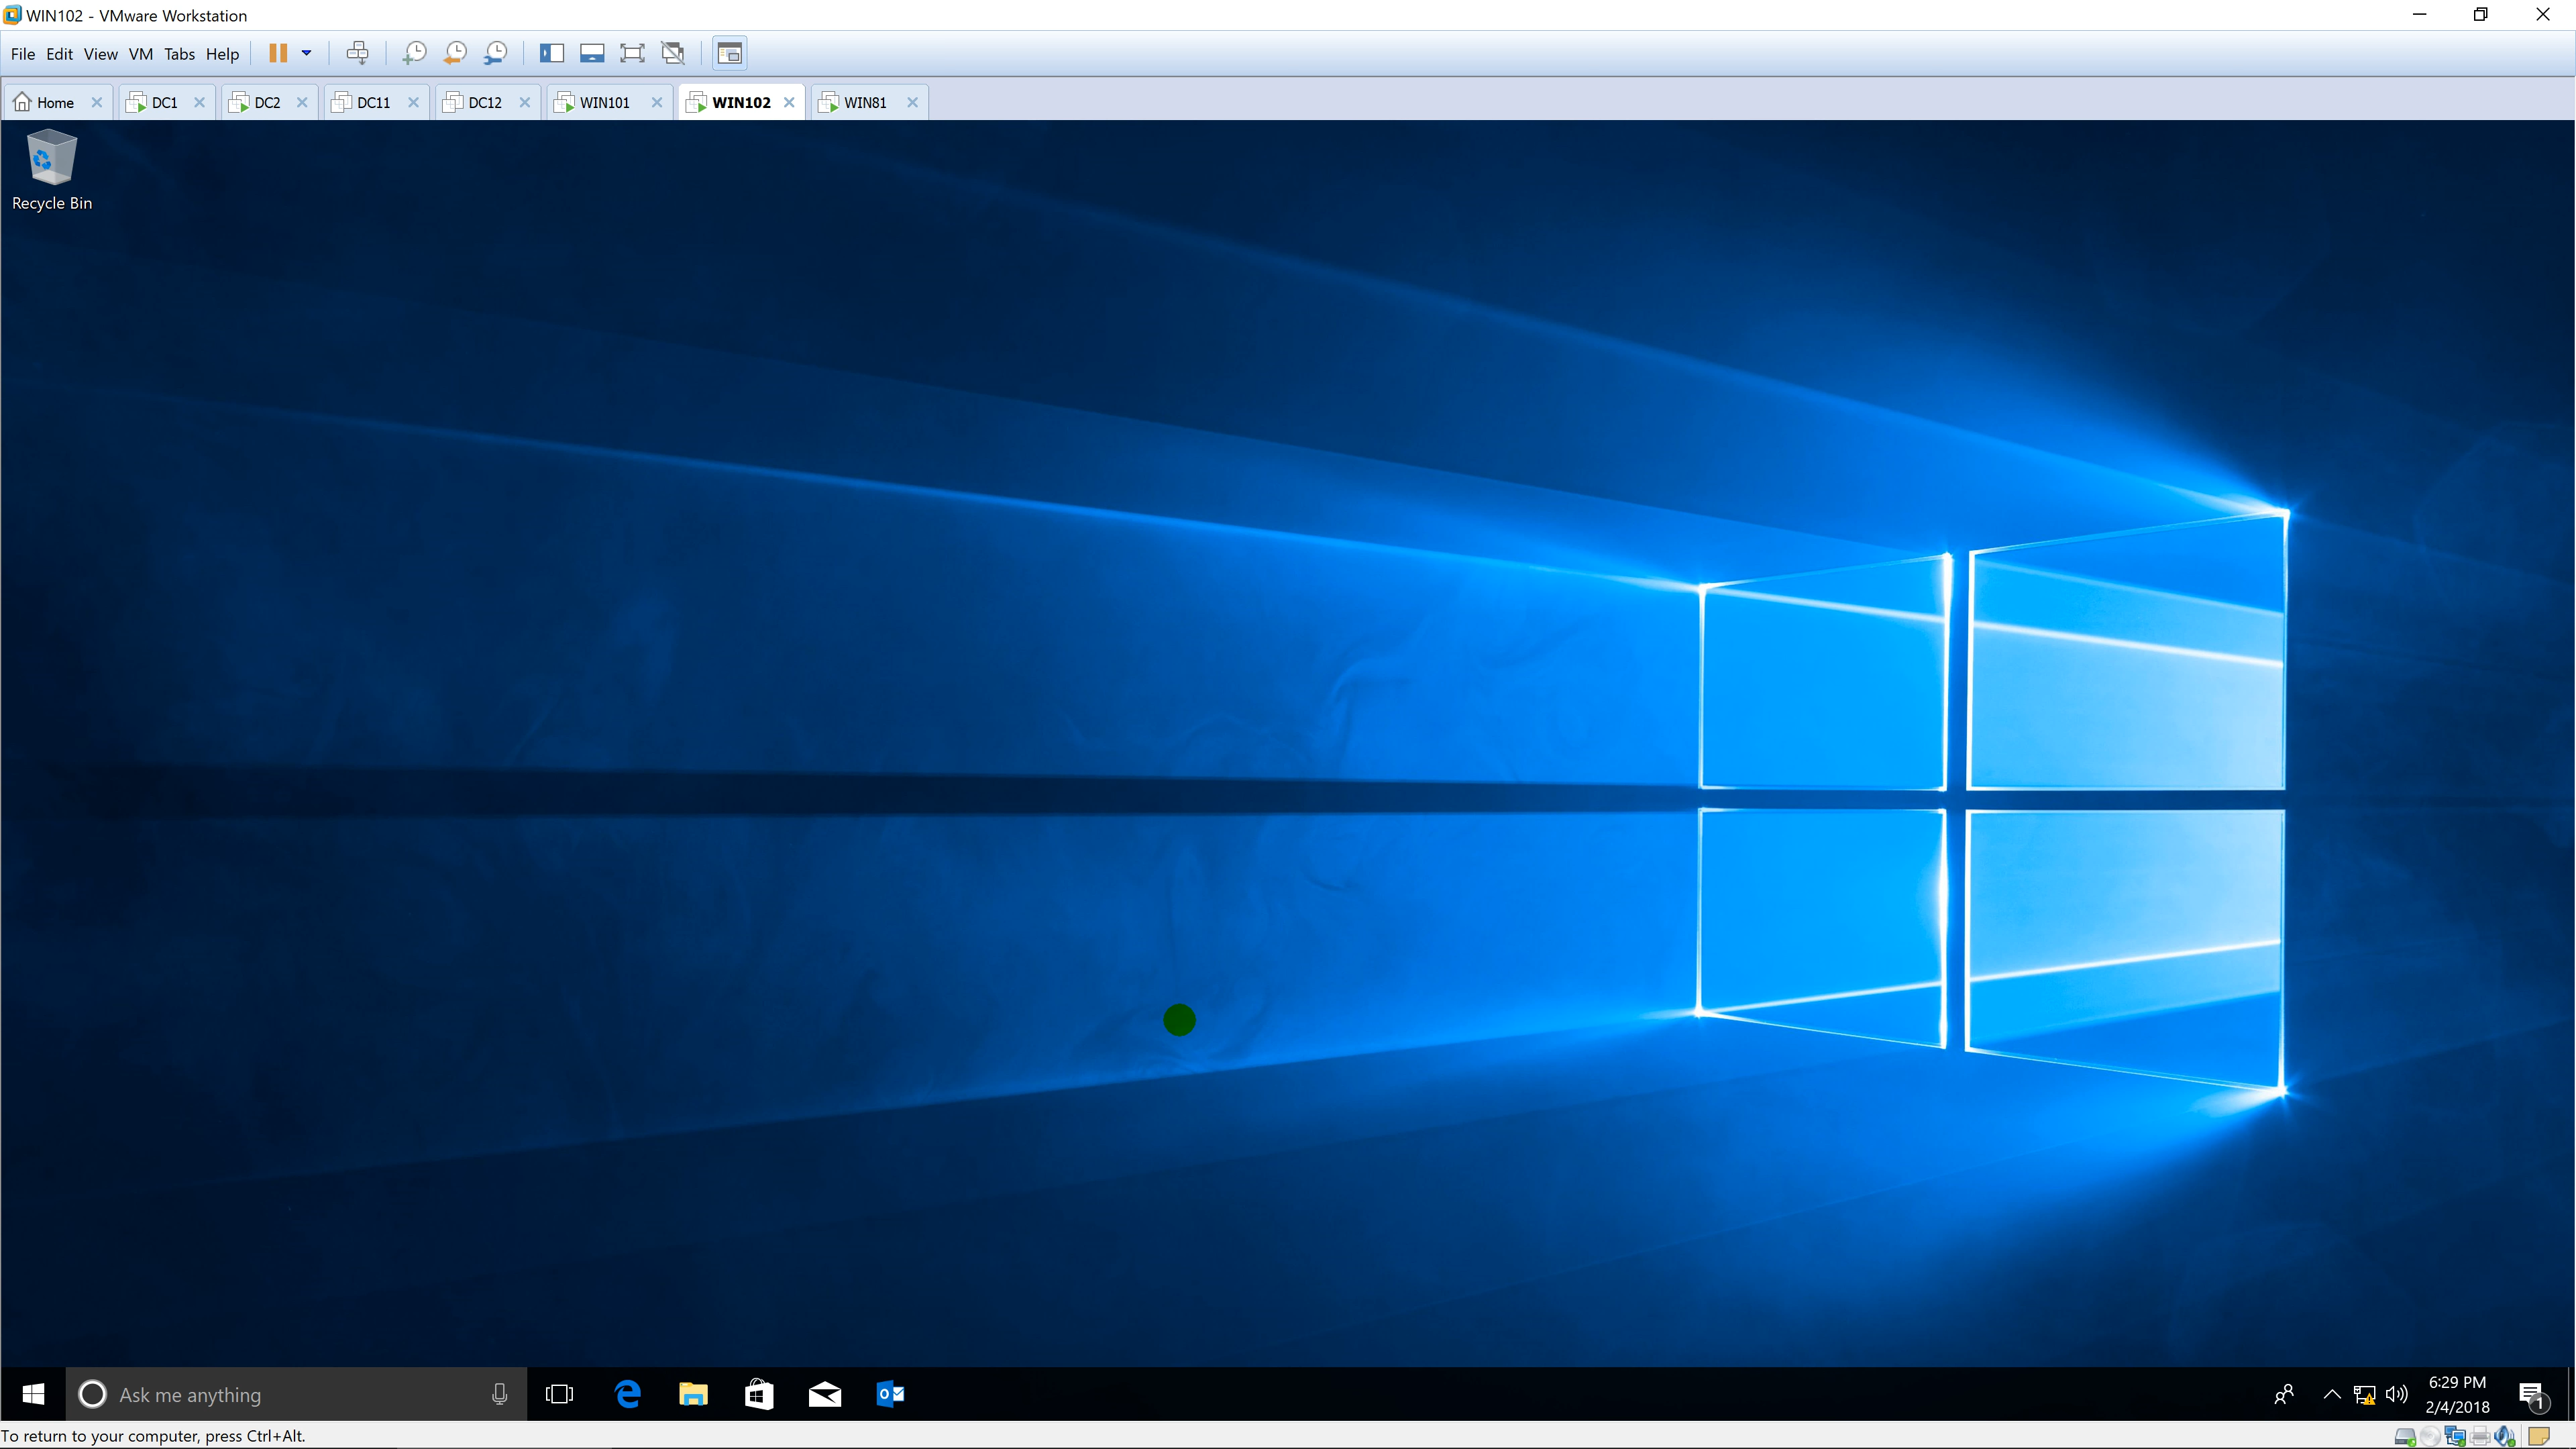 WIN102 - VMware Workstation
File Edit View VM Tabs Help
Home DC1 DC2 DC11 DC12 WIN101 WIN102 WIN81
Recycle Bin
Ask me anything
6:29 PM
2/4/2018
1
To return to your computer, press Ctrl+Alt.